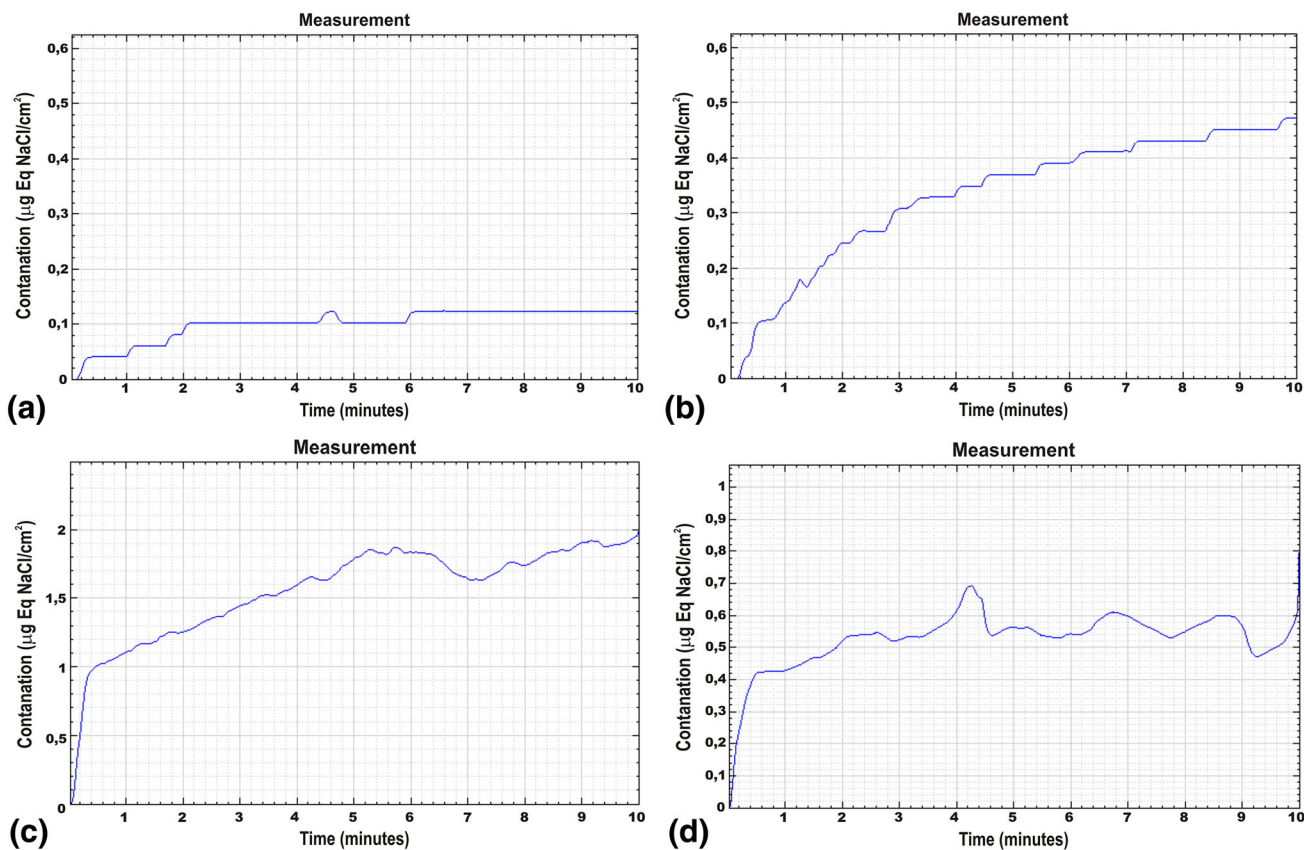 Measurement
0,6
0,5
0,4
0,3
0,2
0,1
0
1 2 3 4 5 6 7 8 9 10
Contanation (µg Eq NaCl/cm²)
Time (minutes)
(a)
Measurement
0,6
0,5
0,4
0,3
0,2
0,1
0
1 2 3 4 5 6 7 8 9 10
Contanation (µg Eq NaCl/cm²)
Time (minutes)
(b)
Measurement
2
1,5
1
0,5
0
1 2 3 4 5 6 7 8 9 10
Contanation (µg Eq NaCl/cm²)
Time (minutes)
(c)
Measurement
1
0,9
0,8
0,7
0,6
0,5
0,4
0,3
0,2
0,1
0
1 2 3 4 5 6 7 8 9 10
Contanation (µg Eq NaCl/cm²)
Time (minutes)
(d)